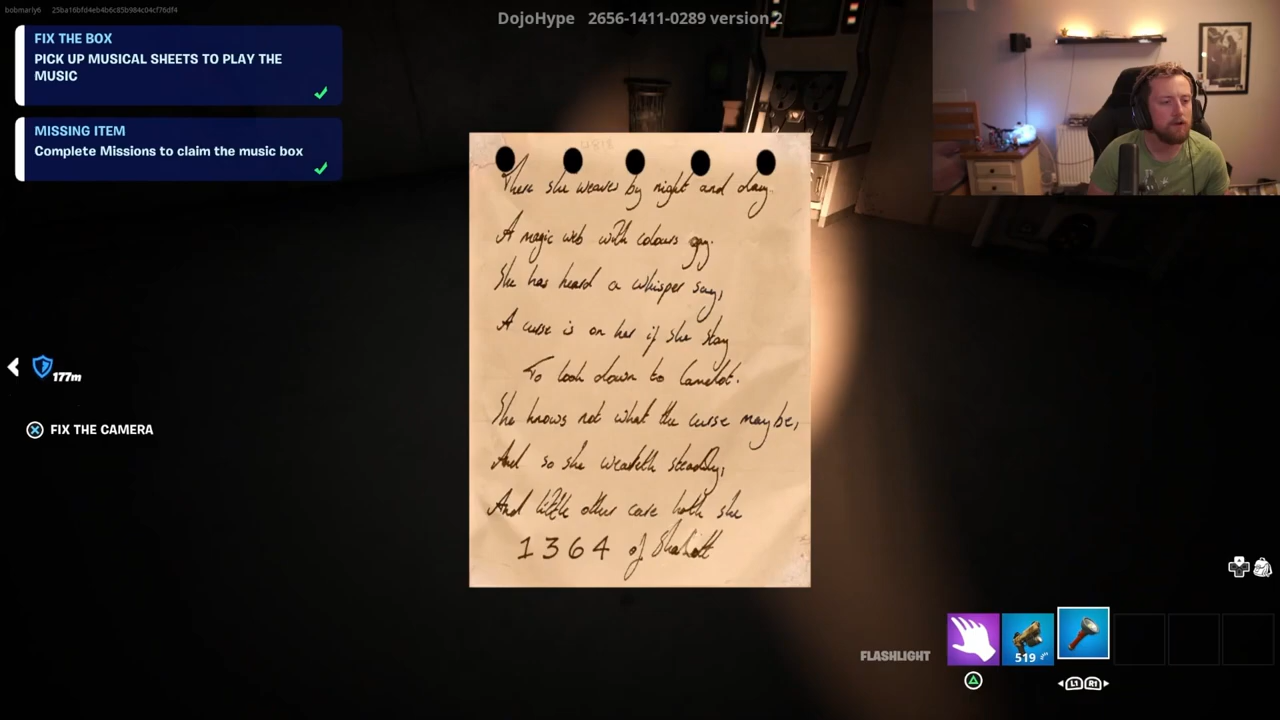 bobmarly6 25ba16bfd4eb4b6c85b984c04cf76df4
DojoHype 2656-1411-0289 version 2
FIX THE BOX
PICK UP MUSICAL SHEETS TO PLAY THE
MUSIC
MISSING ITEM
Complete Missions to claim the music box
177m
FIX THE CAMERA
There she weaves by night and day
A magic web with colours gay.
She has heard a whisper say,
A curse is on her if she stay
To look down to Camelot.
She knows not what the curse may be,
And so she weaveth steadily,
And little other care hath she
1364 of Shalott
519
FLASHLIGHT
L1 R1